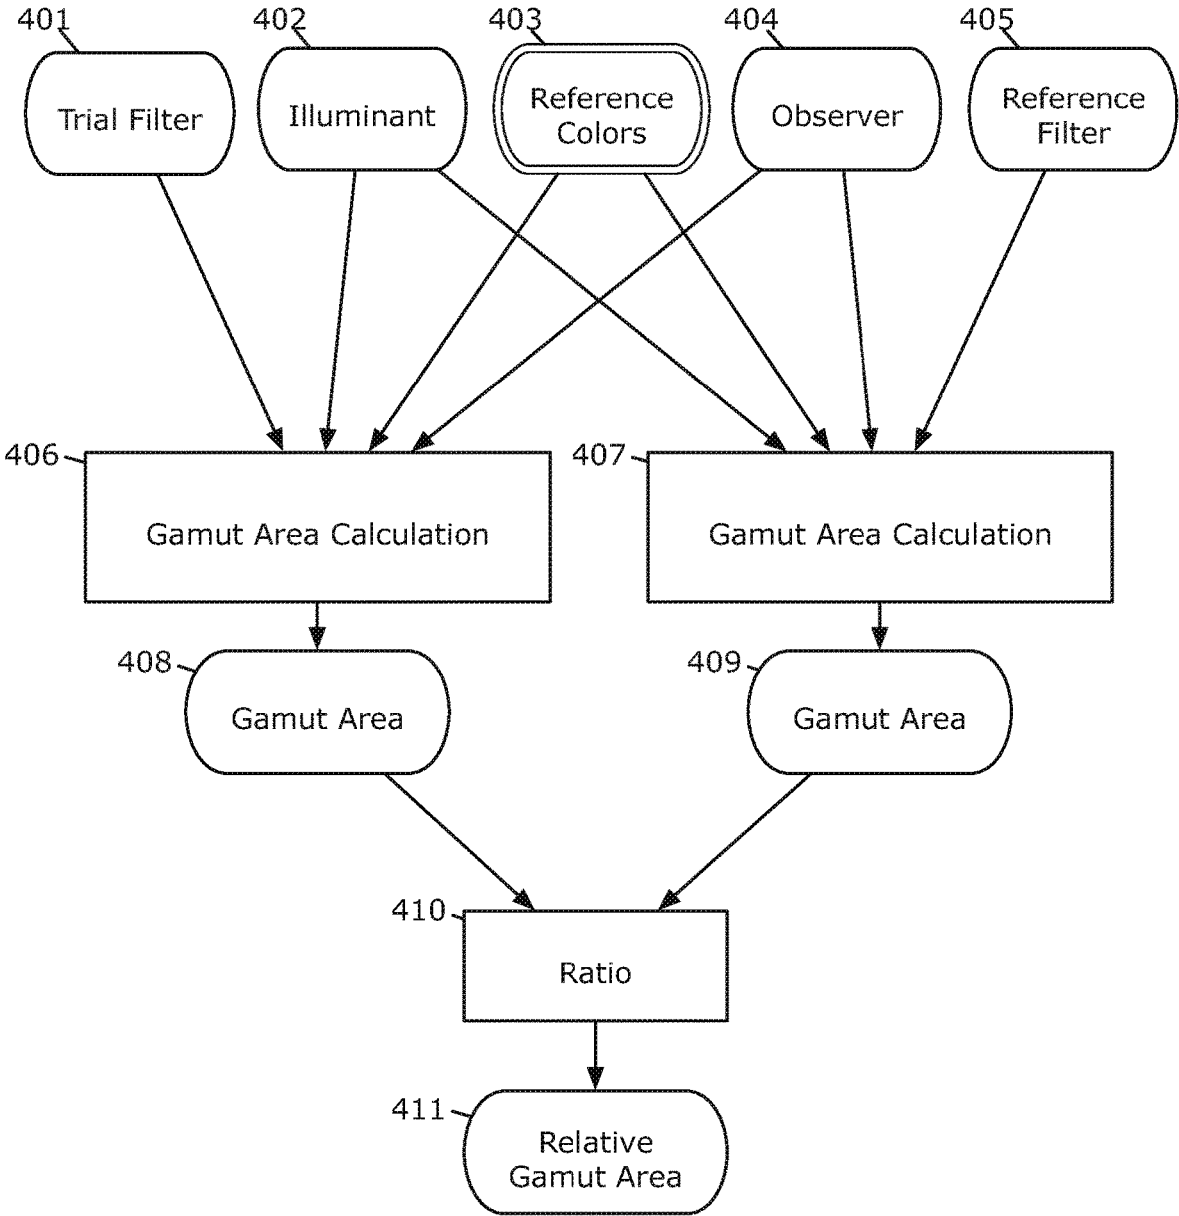 401
402
403
404
405
Trial Filter
Illuminant
Reference
Colors
Observer
Reference
Filter
406
Gamut Area Calculation
407
Gamut Area Calculation
408
Gamut Area
409
Gamut Area
410
Ratio
411
Relative
Gamut Area